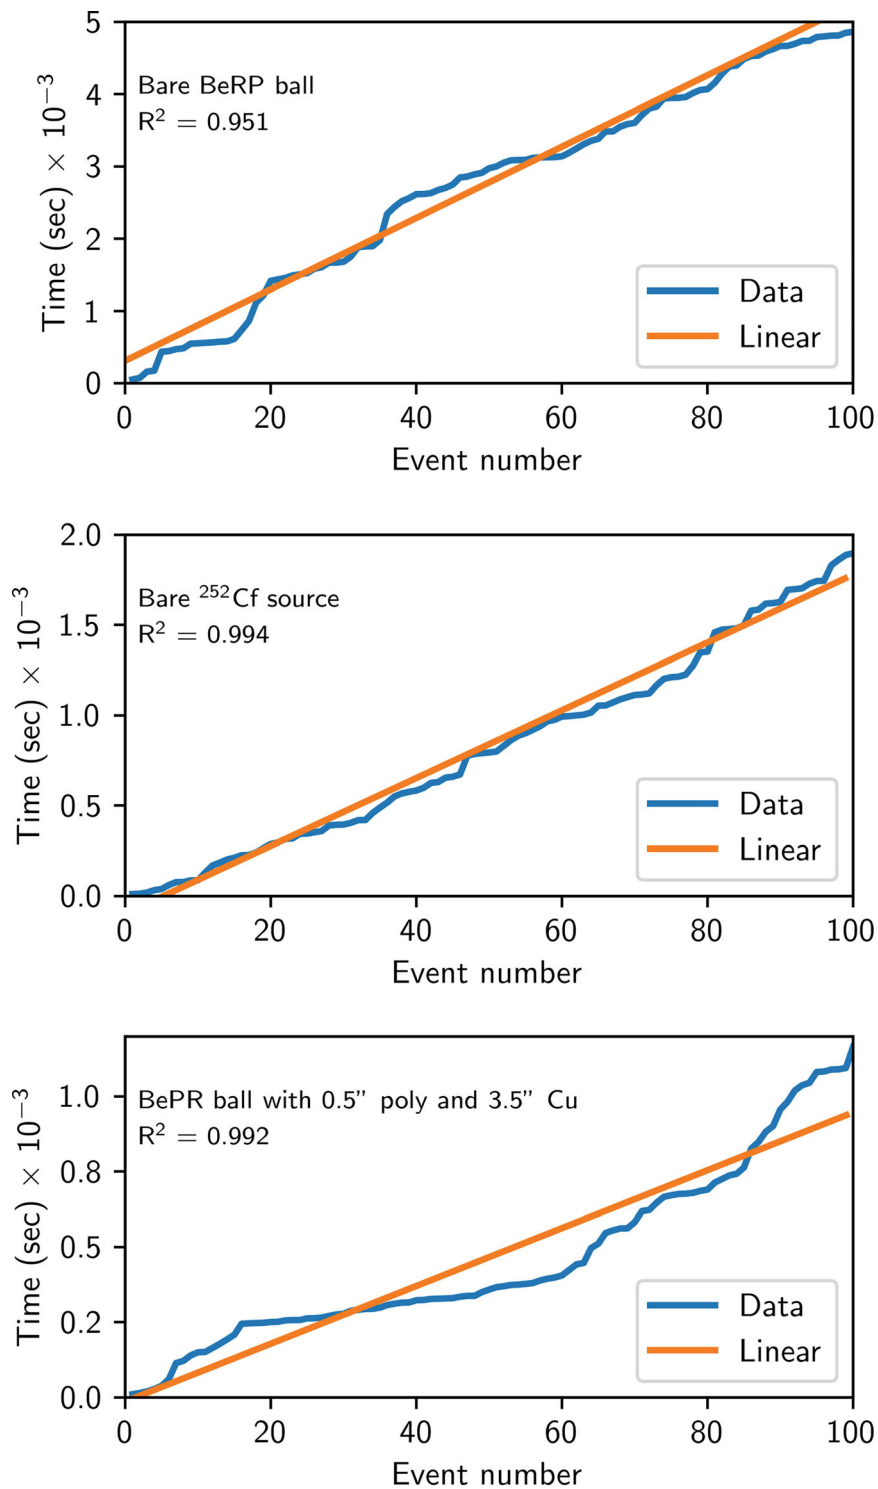 5
4
3
2
1
0
Time (sec) × 10⁻³
Bare BeRP ball
R² = 0.951
Data
Linear
0 20 40 60 80 100
Event number
2.0
1.5
1.0
0.5
0.0
Time (sec) × 10⁻³
Bare ²⁵²Cf source
R² = 0.994
Data
Linear
0 20 40 60 80 100
Event number
1.0
0.8
0.5
0.2
0.0
Time (sec) × 10⁻³
BePR ball with 0.5” poly and 3.5” Cu
R² = 0.992
Data
Linear
0 20 40 60 80 100
Event number